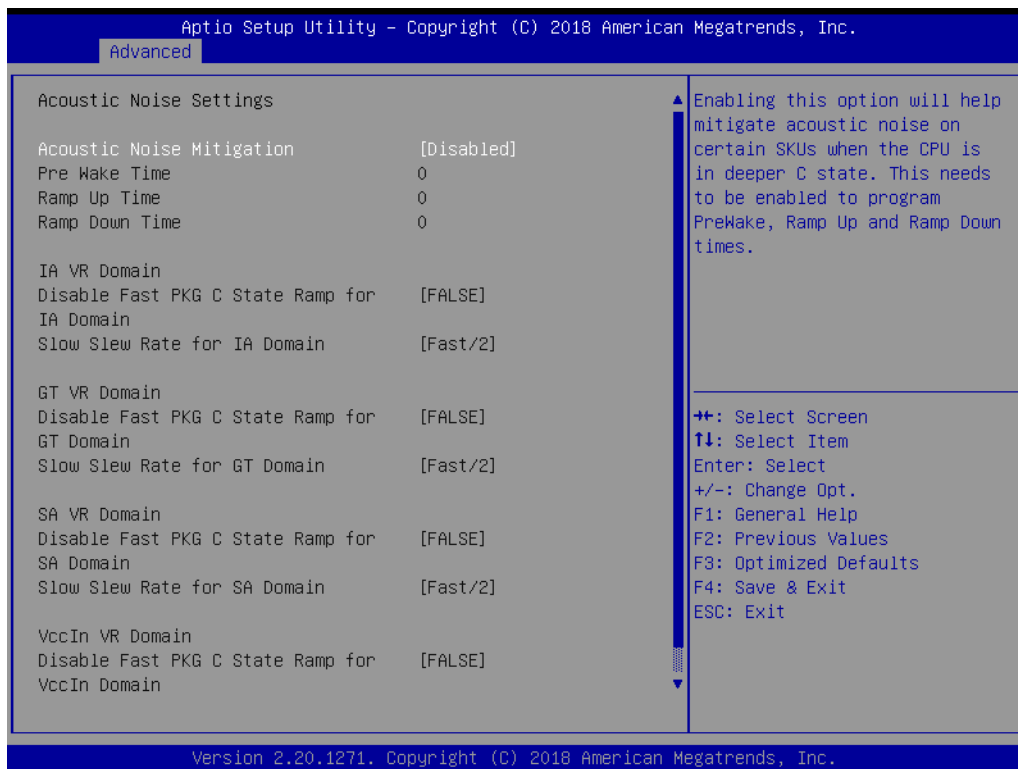 Aptio Setup Utility – Copyright (C) 2018 American Megatrends, Inc.
Advanced
Acoustic Noise Settings
Acoustic Noise Mitigation [Disabled]
Pre Wake Time 0
Ramp Up Time 0
Ramp Down Time 0
IA VR Domain
Disable Fast PKG C State Ramp for [FALSE]
IA Domain
Slow Slew Rate for IA Domain [Fast/2]
GT VR Domain
Disable Fast PKG C State Ramp for [FALSE]
GT Domain
Slow Slew Rate for GT Domain [Fast/2]
SA VR Domain
Disable Fast PKG C State Ramp for [FALSE]
SA Domain
Slow Slew Rate for SA Domain [Fast/2]
VccIn VR Domain
Disable Fast PKG C State Ramp for [FALSE]
VccIn Domain
Enabling this option will help
mitigate acoustic noise on
certain SKUs when the CPU is
in deeper C state. This needs
to be enabled to program
PreWake, Ramp Up and Ramp Down
times.
→←: Select Screen
↑↓: Select Item
Enter: Select
+/-: Change Opt.
F1: General Help
F2: Previous Values
F3: Optimized Defaults
F4: Save & Exit
ESC: Exit
Version 2.20.1271. Copyright (C) 2018 American Megatrends, Inc.